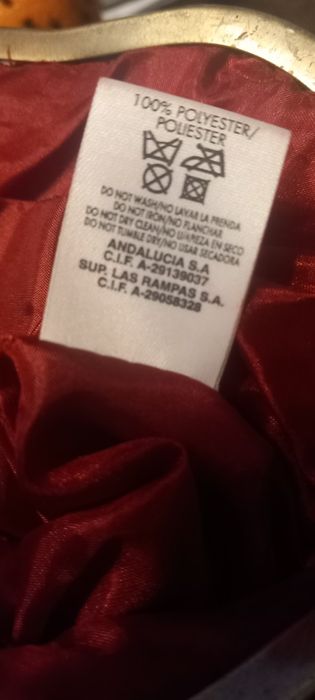 100% POLYESTER/
POLIESTER
DO NOT WASH/NO LAVAR LA PRENDA
DO NOT IRON/NO PLANCHAR
DO NOT DRY CLEAN/NO LIMPIEZA EN SECO
DO NOT TUMBLE DRY/NO USAR SECADORA
ANDALUCIA S.A
C.I.F. A-29139037
SUP. LAS RAMPAS S.A.
C.I.F. A-29058328